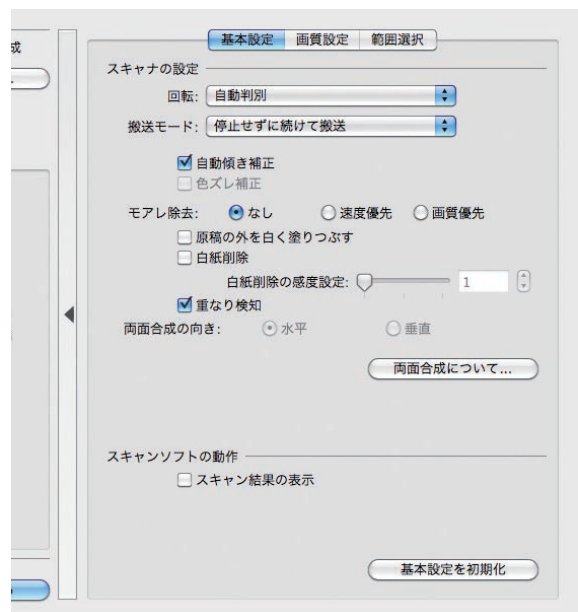 成
基本設定 画質設定 範囲選択
スキャナの設定
回転: 自動判別
搬送モード: 停止せずに続けて搬送
自動傾き補正
色ズレ補正
モアレ除去: なし 速度優先 画質優先
原稿の外を白く塗りつぶす
白紙削除
白紙削除の感度設定: 1
重なり検知
両面合成の向き: 水平 垂直
両面合成について...
スキャンソフトの動作
スキャン結果の表示
基本設定を初期化